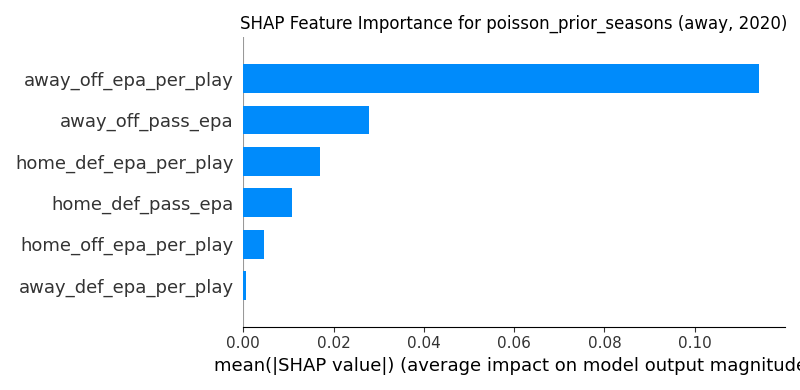 SHAP Feature Importance for poisson_prior_seasons (away, 2020)
away_off_epa_per_play
away_off_pass_epa
home_def_epa_per_play
home_def_pass_epa
home_off_epa_per_play
away_def_epa_per_play
0.00 0.02 0.04 0.06 0.08 0.10
mean(|SHAP value|) (average impact on model output magnitude